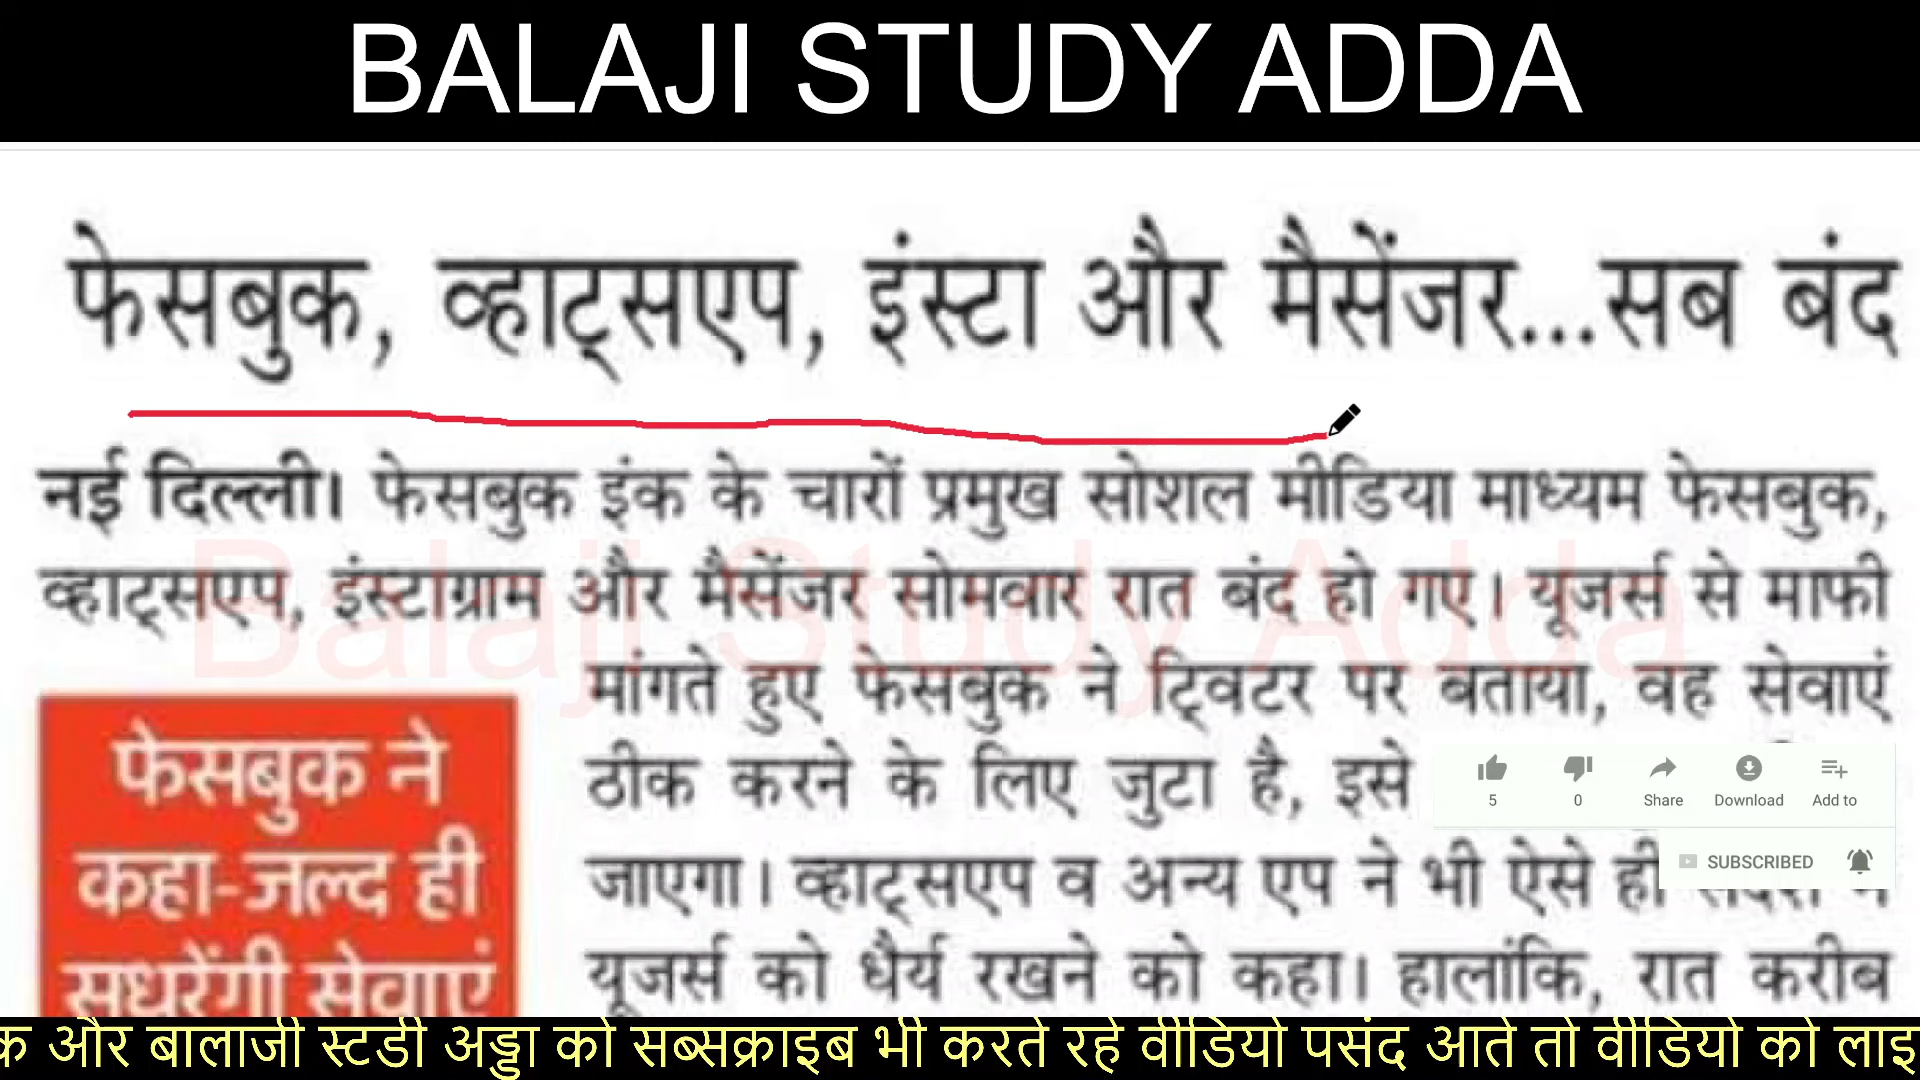 BALAJI STUDY ADDA
फेसबुक, व्हाट्सएप, इंस्टा और मैसेंजर...सब बंद
नई दिल्ली। फेसबुक इंक के चारों प्रमुख सोशल मीडिया माध्यम फेसबुक,
व्हाट्सएप, इंस्टाग्राम और मैसेंजर सोमवार रात बंद हो गए। यूजर्स से माफी
Balaji Study Adda
मांगते हुए फेसबुक ने ट्विटर पर बताया, वह सेवाएं
ठीक करने के लिए जुटा है, इसे
जाएगा। व्हाट्सएप व अन्य एप ने भी ऐसे ही
यूजर्स को धैर्य रखने को कहा। हालांकि, रात करीब
फेसबुक ने
कहा-जल्द ही
सुधरेंगी सेवाएं
5 0 Share Download Add to
SUBSCRIBED
क और बालाजी स्टडी अड्डा को सब्सक्राइब भी करते रहे वीडियो पसंद आते तो वीडियो को लाइ